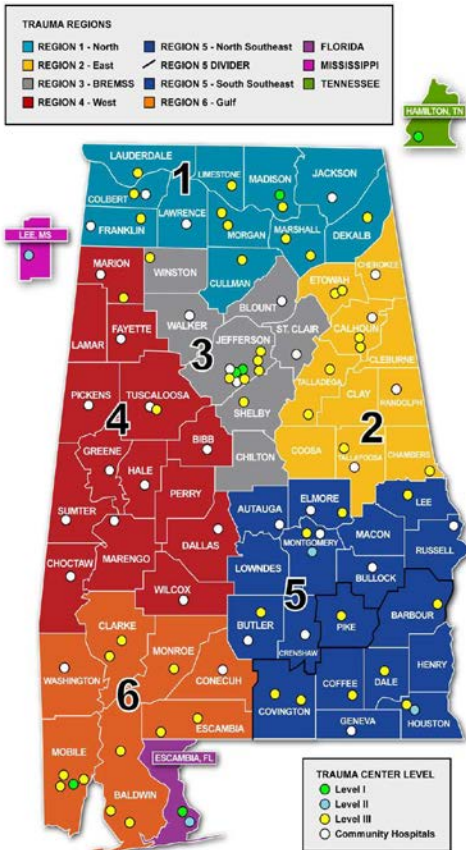 TRAUMA REGIONS
REGION 1 - North
REGION 2 - East
REGION 3 - BREMSS
REGION 4 - West
REGION 5 - North Southeast
REGION 5 DIVIDER
REGION 5 - South Southeast
REGION 6 - Gulf
FLORIDA
MISSISSIPPI
TENNESSEE
HAMILTON, TN
LAUDERDALE
LIMESTONE
MADISON
JACKSON
1
COLBERT
LAWRENCE
FRANKLIN
MORGAN
MARSHALL
DEKALB
LEE, MS
MARION
WINSTON
CULLMAN
ETOWAH
CHEROKEE
BLOUNT
WALKER
ST. CLAIR
CALHOUN
LAMAR
FAYETTE
JEFFERSON
3
CLEBURNE
TALLADEGA
CLAY
RANDOLPH
PICKENS
TUSCALOOSA
4
SHELBY
2
BIBB
GREENE
HALE
CHILTON
COOSA
TALLAPOOSA
CHAMBERS
PERRY
SUMTER
AUTAUGA
ELMORE
LEE
DALLAS
MONTGOMERY
MACON
RUSSELL
CHOCTAW
MARENGO
LOWNDES
BULLOCK
WILCOX
5
CLARKE
BUTLER
PIKE
BARBOUR
MONROE
CRENSHAW
WASHINGTON
6
CONECUH
HENRY
COFFEE
DALE
COVINGTON
ESCAMBIA
GENEVA
HOUSTON
MOBILE
ESCAMBIA, FL
BALDWIN
TRAUMA CENTER LEVEL
Level I
Level II
Level III
Community Hospitals